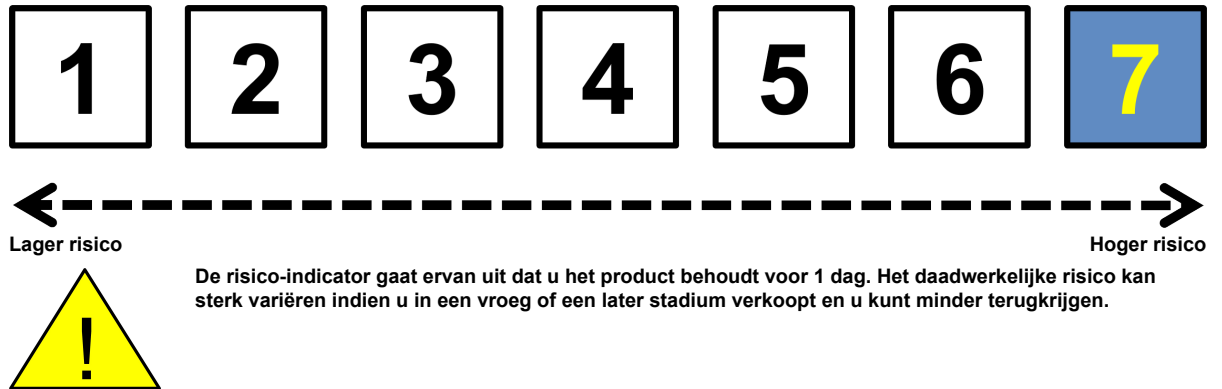 1 2 3 4 5 6 7
Lager risico Hoger risico
De risico-indicator gaat ervan uit dat u het product behoudt voor 1 dag. Het daadwerkelijke risico kan
sterk variëren indien u in een vroeg of een later stadium verkoopt en u kunt minder terugkrijgen.
!